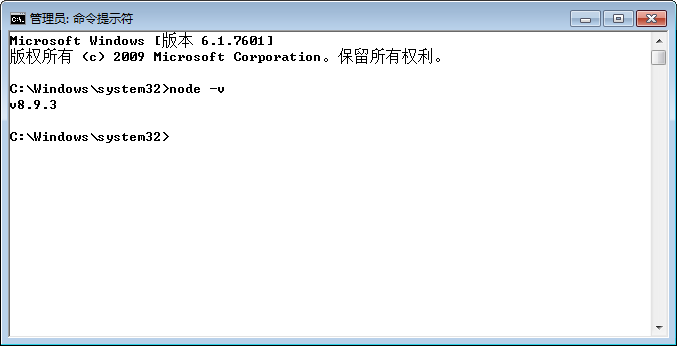 管理员: 命令提示符
Microsoft Windows [版本 6.1.7601]
版权所有 (c) 2009 Microsoft Corporation。保留所有权利。
C:\Windows\system32>node -v
v8.9.3
C:\Windows\system32>